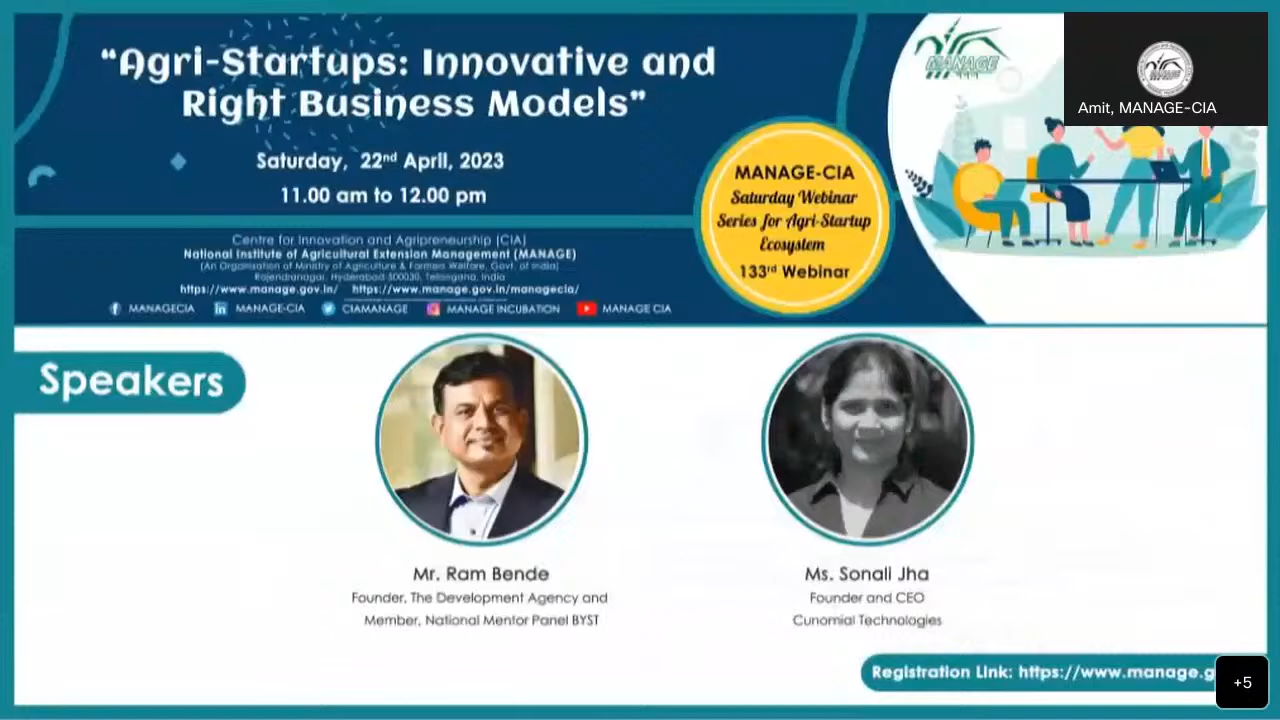 "Agri-Startups: Innovative and
Right Business Models"
Saturday, 22nd April, 2023
11.00 am to 12.00 pm
Centre for Innovation and Agripreneurship (CIA)
National Institute of Agricultural Extension Management (MANAGE)
(An Organisation of Ministry of Agriculture & Farmers Welfare, Govt. of India)
Rajendranagar, Hyderabad 500030, Telangana, India
https://www.manage.gov.in/ https://www.manage.gov.in/managecia/
MANAGECIA MANAGE-CIA CIAMANAGE MANAGE INCUBATION MANAGE CIA
MANAGE-CIA
Saturday Webinar
Series for Agri-Startup
Ecosystem
133rd Webinar
MANAGE
MANAGE
Amit, MANAGE-CIA
Speakers
Mr. Ram Bende
Founder, The Development Agency and
Member, National Mentor Panel BYST
Ms. Sonali Jha
Founder and CEO
Cunomial Technologies
Registration Link: https://www.manage.g
+5